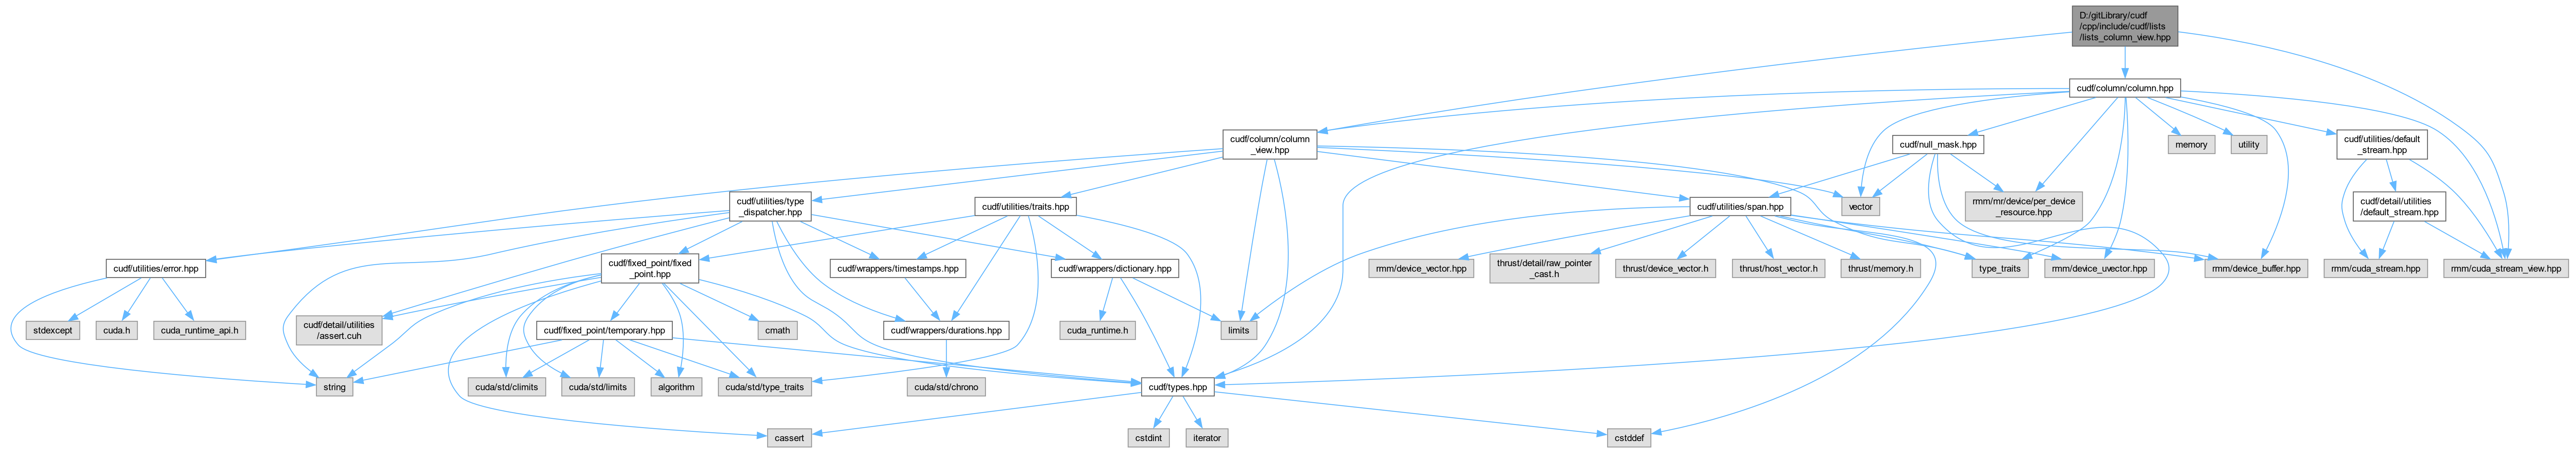 D:/gitLibrary/cudf
/cpp/include/cudf/lists
/lists_column_view.hpp
cudf/column/column.hpp
cudf/column/column
_view.hpp
cudf/null_mask.hpp
memory
utility
cudf/utilities/default
_stream.hpp
cudf/utilities/type
_dispatcher.hpp
cudf/utilities/traits.hpp
cudf/utilities/span.hpp
vector
rmm/mr/device/per_device
_resource.hpp
cudf/detail/utilities
/default_stream.hpp
cudf/utilities/error.hpp
cudf/fixed_point/fixed
_point.hpp
cudf/wrappers/timestamps.hpp
cudf/wrappers/dictionary.hpp
rmm/device_vector.hpp
thrust/detail/raw_pointer
_cast.h
thrust/device_vector.h
thrust/host_vector.h
thrust/memory.h
type_traits
rmm/device_uvector.hpp
rmm/device_buffer.hpp
rmm/cuda_stream.hpp
rmm/cuda_stream_view.hpp
stdexcept
cuda.h
cuda_runtime_api.h
cudf/detail/utilities
/assert.cuh
cudf/fixed_point/temporary.hpp
cmath
cudf/wrappers/durations.hpp
cuda_runtime.h
limits
string
cuda/std/climits
cuda/std/limits
algorithm
cuda/std/type_traits
cuda/std/chrono
cudf/types.hpp
cassert
cstdint
iterator
cstddef